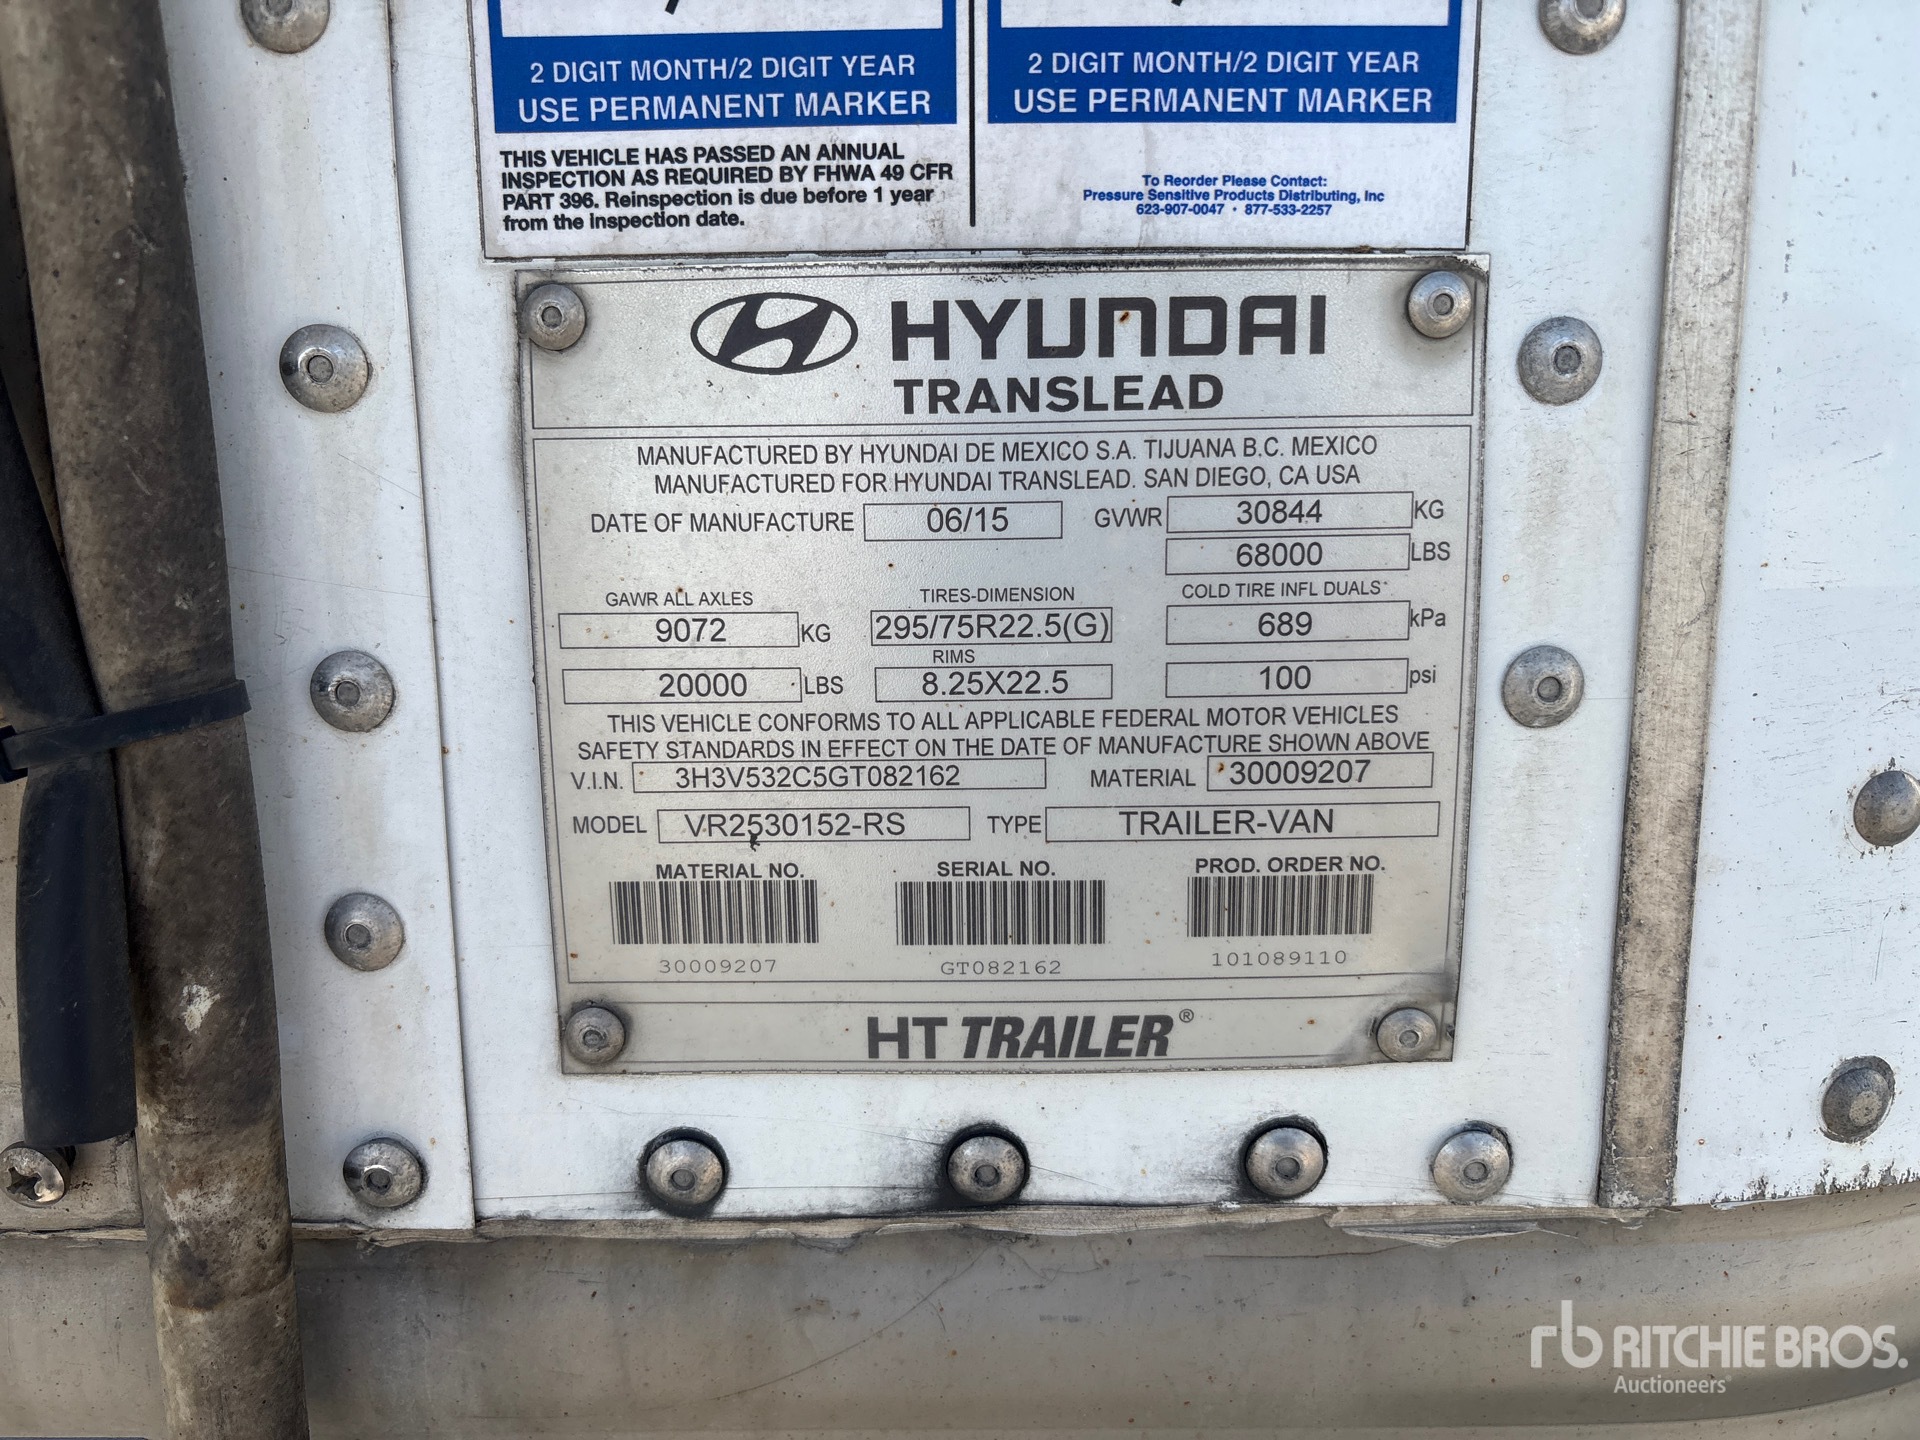 2 DIGIT MONTH/2 DIGIT YEAR
USE PERMANENT MARKER
THIS VEHICLE HAS PASSED AN ANNUAL
INSPECTION AS REQUIRED BY FHWA 49 CFR
PART 396. Reinspection is due before 1 year
from the inspection date.
2 DIGIT MONTH/2 DIGIT YEAR
USE PERMANENT MARKER
To Reorder Please Contact:
Pressure Sensitive Products Distributing, Inc
623-907-0047 • 877-533-2257
HYUNDAI
TRANSLEAD
MANUFACTURED BY HYUNDAI DE MEXICO S.A. TIJUANA B.C. MEXICO
MANUFACTURED FOR HYUNDAI TRANSLEAD. SAN DIEGO, CA USA
DATE OF MANUFACTURE 06/15 GVWR 30844 KG
68000 LBS
GAWR ALL AXLES TIRES-DIMENSION COLD TIRE INFL DUALS
9072 KG 295/75R22.5(G) 689 kPa
RIMS
20000 LBS 8.25X22.5 100 psi
THIS VEHICLE CONFORMS TO ALL APPLICABLE FEDERAL MOTOR VEHICLES
SAFETY STANDARDS IN EFFECT ON THE DATE OF MANUFACTURE SHOWN ABOVE
V.I.N. 3H3V532C5GT082162 MATERIAL 30009207
MODEL VR2530152-RS TYPE TRAILER-VAN
MATERIAL NO. SERIAL NO. PROD. ORDER NO.
30009207 GT082162 101089110
HT TRAILER®
rb RITCHIE BROS.
Auctioneers